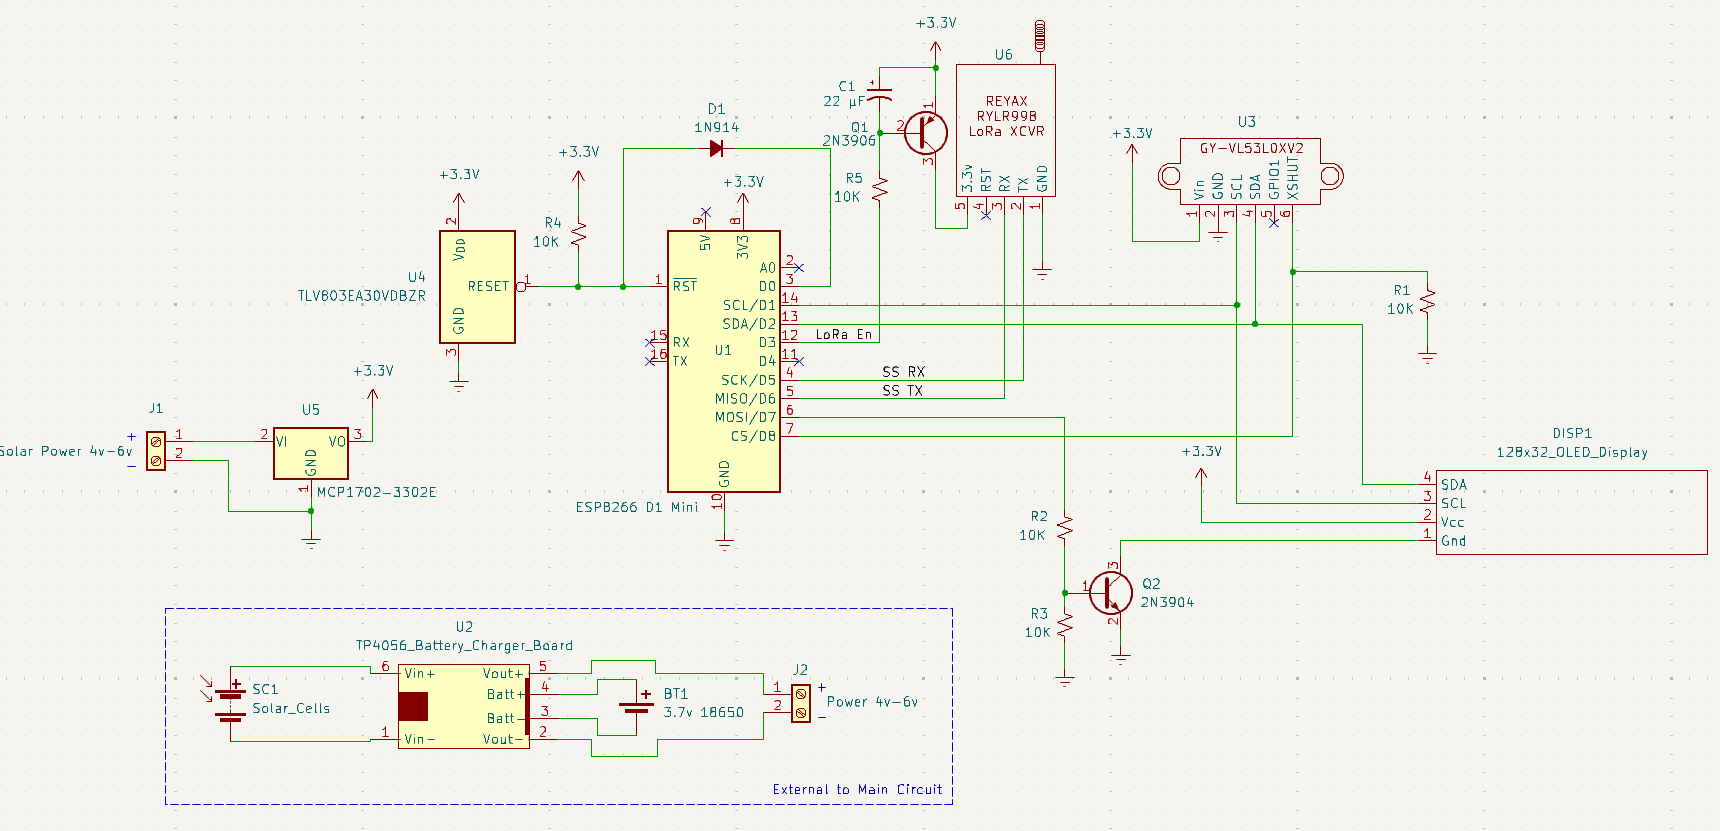 +3.3V
U6
C1
22 µF
REYAX
RYLR998
LoRa XCVR
3.3v
RST
RX
TX
GND
5
4
3
2
1
Q1
2N3906
1
2
3
R5
10K
D1
1N914
+3.3V
+3.3V
+3.3V
R4
10K
U4
TLV803EA30VDBZR
VDD
RESET
GND
2
1
3
9
8
5V
3V3
1
RST
15
RX
16
TX
U1
A0
2
D0
3
SCL/D1
14
SDA/D2
13
D3
12
D4
11
SCK/D5
4
MISO/D6
5
MOSI/D7
6
CS/D8
7
GND
10
ESP8266 D1 Mini
LoRa En
SS RX
SS TX
+3.3V
U3
GY-VL53L0XV2
Vin
GND
SCL
SDA
GPIO1
XSHUT
1
2
3
4
5
6
R1
10K
J1
+
Solar Power 4v-6v
-
1
2
U5
2
VI
VO
3
GND
1
MCP1702-3302E
+3.3V
+3.3V
DISP1
128x32_OLED_Display
4
SDA
3
SCL
2
Vcc
1
Gnd
R2
10K
R3
10K
Q2
2N3904
1
3
2
U2
TP4056_Battery_Charger_Board
6
Vin+
Vout+
5
Batt+
4
Batt-
3
1
Vin-
Vout-
2
+
SC1
Solar_Cells
+
BT1
3.7v 18650
J2
1
2
+
Power 4v-6v
-
External to Main Circuit